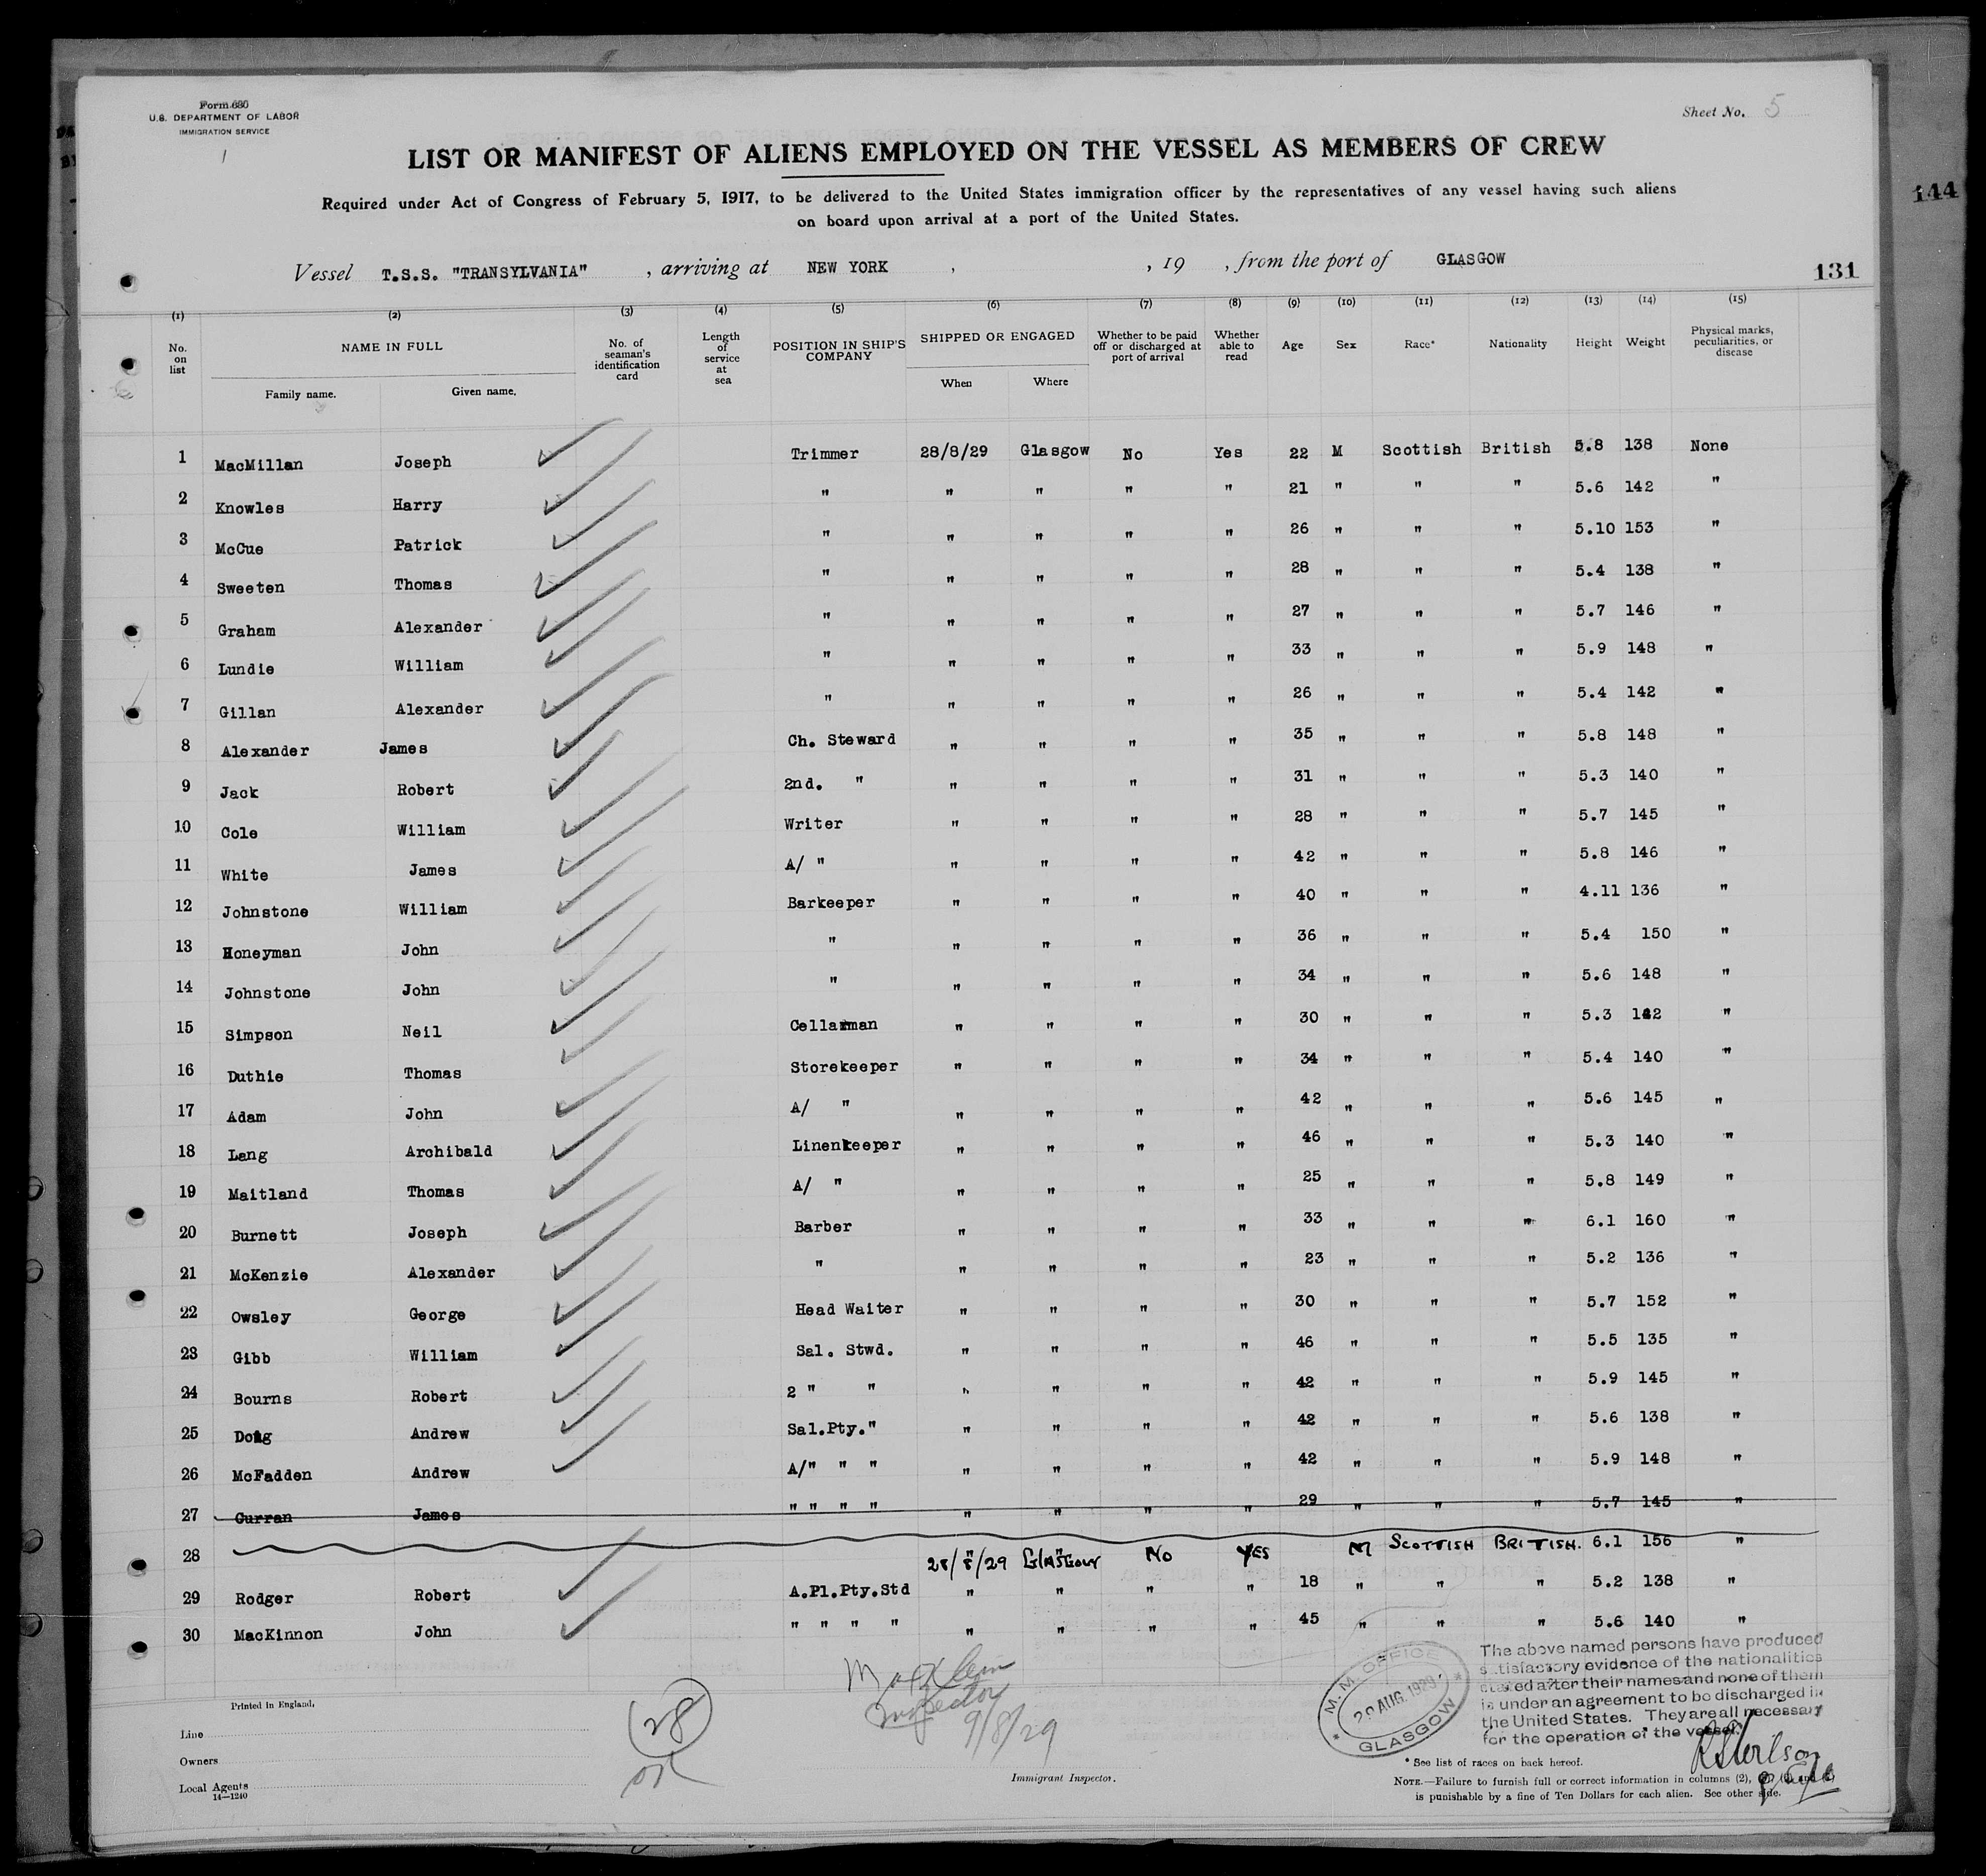 Form 680
U.S. DEPARTMENT OF LABOR
IMMIGRATION SERVICE
1
Sheet No. 5
LIST OR MANIFEST OF ALIENS EMPLOYED ON THE VESSEL AS MEMBERS OF CREW
Required under Act of Congress of February 5, 1917, to be delivered to the United States immigration officer by the representatives of any vessel having such aliens
on board upon arrival at a port of the United States.
144
Vessel T.S.S. "TRANSYLVANIA" , arriving at NEW YORK , , 19 , from the port of GLASGOW
131
(1) (2) (3) (4) (5) (6) (7) (8) (9) (10) (11) (12) (13) (14) (15)
No. on list NAME IN FULL Family name. Given name. No. of seaman's identification card Length of service at sea POSITION IN SHIP'S COMPANY SHIPPED OR ENGAGED When Where Whether to be paid off or discharged at port of arrival Whether able to read Age Sex Race* Nationality Height Weight Physical marks, peculiarities, or disease
1 MacMillan Joseph Trimmer 28/8/29 Glasgow No Yes 22 M Scottish British 5.8 138 None
2 Knowles Harry " " " " " 21 " " " 5.6 142 "
3 McCue Patrick " " " " " 26 " " " 5.10 153 "
4 Sweeten Thomas " " " " " 28 " " " 5.4 138 "
5 Graham Alexander " " " " " 27 " " " 5.7 146 "
6 Lundie William " " " " " 33 " " " 5.9 148 "
7 Gillan Alexander " " " " " 26 " " " 5.4 142 "
8 Alexander James Ch. Steward " " " " 35 " " " 5.8 148 "
9 Jack Robert 2nd. " " " " " 31 " " " 5.3 140 "
10 Cole William Writer " " " " 28 " " " 5.7 145 "
11 White James A/ " " " " " 42 " " " 5.8 146 "
12 Johnstone William Barkeeper " " " " 40 " " " 4.11 136 "
13 Honeyman John " " " " " 36 " " " 5.4 150 "
14 Johnstone John " " " " " 34 " " " 5.6 148 "
15 Simpson Neil Cellarman " " " " 30 " " " 5.3 142 "
16 Duthie Thomas Storekeeper " " " " 34 " " " 5.4 140 "
17 Adam John A/ " " " " " 42 " " " 5.6 145 "
18 Lang Archibald Linenkeeper " " " " 46 " " " 5.3 140 "
19 Maitland Thomas A/ " " " " " 25 " " " 5.8 149 "
20 Burnett Joseph Barber " " " " 33 " " " 6.1 160 "
21 McKenzie Alexander " " " " " 23 " " " 5.2 136 "
22 Owsley George Head Waiter " " " " 30 " " " 5.7 152 "
23 Gibb William Sal. Stwd. " " " " 46 " " " 5.5 135 "
24 Bourns Robert 2 " " " " " " 42 " " " 5.9 145 "
25 Doig Andrew Sal.Pty." " " " " 42 " " " 5.6 138 "
26 McFadden Andrew A/" " " " " " " 42 " " " 5.9 148 "
27 Curran James " " " " " " " " 29 " " " 5.7 145 "
28 28/8/29 GLASGOW No YES M SCOTTISH BRITISH. 6.1 156 "
29 Rodger Robert A.Pl.Pty.Std " " " " 18 " " " 5.2 138 "
30 MacKinnon John " " " " " " " " 45 " " " 5.6 140 "
Printed in England.
Line
Owners
Local Agents
14—1240
28
OK
Inspector
9/8/29
Immigrant Inspector.
M. M. OFFICE
29 AUG. 1929
GLASGOW
The above named persons have produced
satisfactory evidence of the nationalities
stated after their names and none of them
is under an agreement to be discharged in
the United States. They are all necessary
for the operation of the vessel.
* See list of races on back hereof.
NOTE.—Failure to furnish full or correct information in columns (2),
is punishable by a fine of Ten Dollars for each alien. See other side.